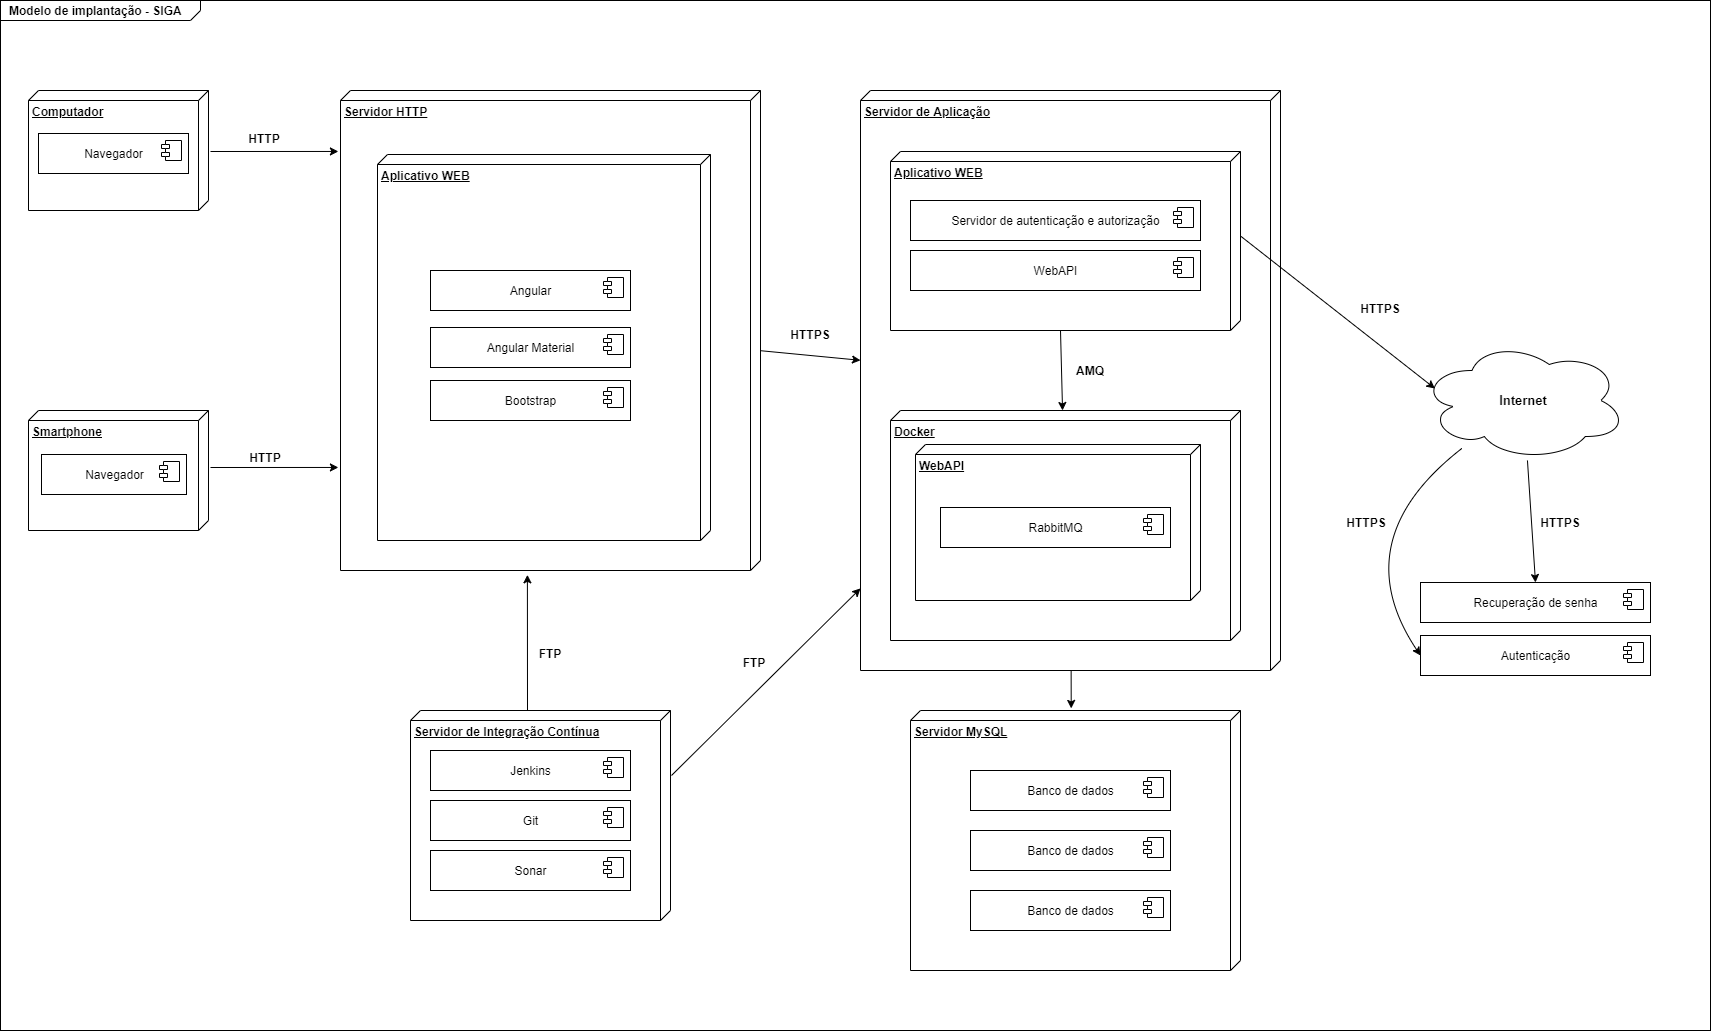 Modelo de implantação - SIGA
Computador
Navegador
HTTP
Smartphone
Navegador
HTTP
Servidor HTTP
Aplicativo WEB
Angular
Angular Material
Bootstrap
HTTPS
FTP
FTP
Servidor de Integração Contínua
Jenkins
Git
Sonar
Servidor de Aplicação
Aplicativo WEB
Servidor de autenticação e autorização
WebAPI
AMQ
Docker
WebAPI
RabbitMQ
Servidor MySQL
Banco de dados
Banco de dados
Banco de dados
HTTPS
Internet
HTTPS
HTTPS
Recuperação de senha
Autenticação